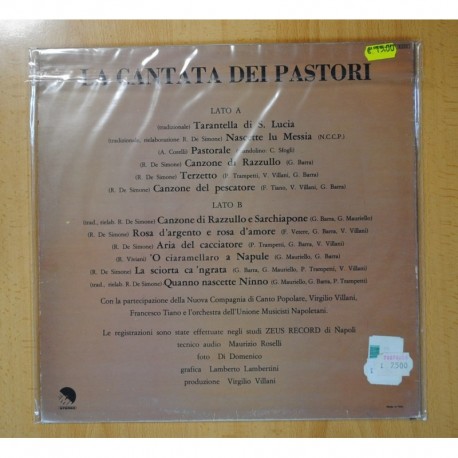 LA CANTATA DEI PASTORI
LATO A
(tradizionale) Tarantella di S. Lucia
(tradizionale, rielaborazione R. De Simone) Nascette lu Messia (N.C.C.P.)
(A. Corelli) Pastorale (mandolino: C. Sfogli)
(R. De Simone) Canzone di Razzullo (G. Barra)
(R. De Simone) Terzetto (P. Trampetti, V. Villani, G. Barra)
(R. De Simone) Canzone del pescatore (F. Tiano, V. Villani, G. Barra)
LATO B
(trad., rielab. R. De Simone) Canzone di Razzullo e Sarchiapone (G. Barra, G. Mauriello)
(R. De Simone) Rosa d'argento e rosa d'amore (F. Vetere, G. Barra, V. Villani)
(R. De Simone) Aria del cacciatore (P. Trampetti, G. Barra, V. Villani)
(R. Viviani) 'O ciaramellaro a Napule (G. Mauriello, G. Barra)
(R. De Simone) La sciorta ca'ngrata (G. Barra, G. Mauriello, P. Trampetti, V. Villani)
(trad., rielab. R. De Simone) Quanno nascette Ninno (G. Mauriello, G. Barra, P. Trampetti)
Con la partecipazione della Nuova Compagnia di Canto Popolare, Virgilio Villani,
Francesco Tiano e l'orchestra dell'Unione Musicisti Napoletani.
Le registrazioni sono state effettuate negli studi ZEUS RECORD di Napoli
tecnico audio Maurizio Roselli
foto Di Domenico
grafica Lamberto Lambertini
produzione Virgilio Villani
EMI